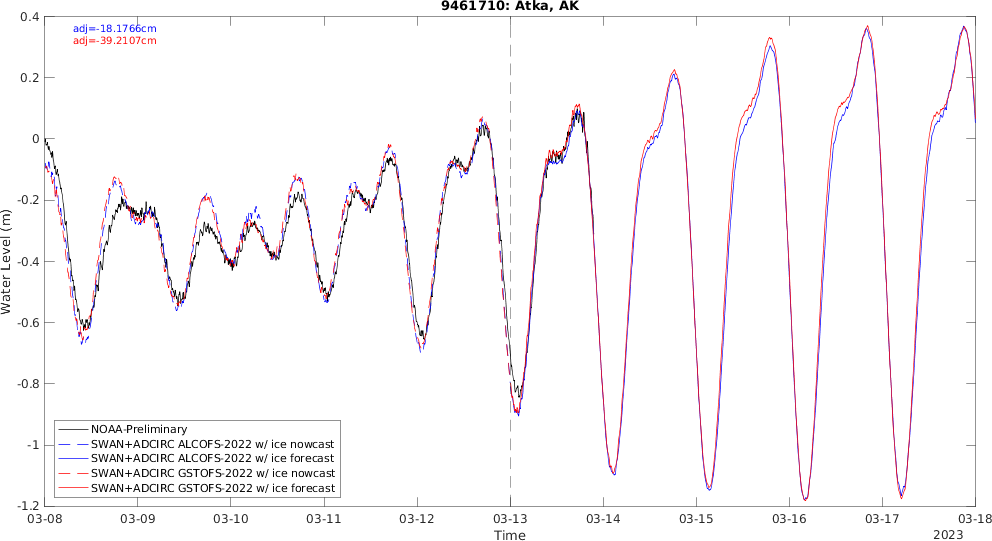 9461710: Atka, AK
adj=-18.1766cm
adj=-39.2107cm
0.4
0.2
0
-0.2
-0.4
-0.6
-0.8
-1
-1.2
Water Level (m)
NOAA-Preliminary
SWAN+ADCIRC ALCOFS-2022 w/ ice nowcast
SWAN+ADCIRC ALCOFS-2022 w/ ice forecast
SWAN+ADCIRC GSTOFS-2022 w/ ice nowcast
SWAN+ADCIRC GSTOFS-2022 w/ ice forecast
03-08 03-09 03-10 03-11 03-12 03-13 03-14 03-15 03-16 03-17 03-18
Time
2023